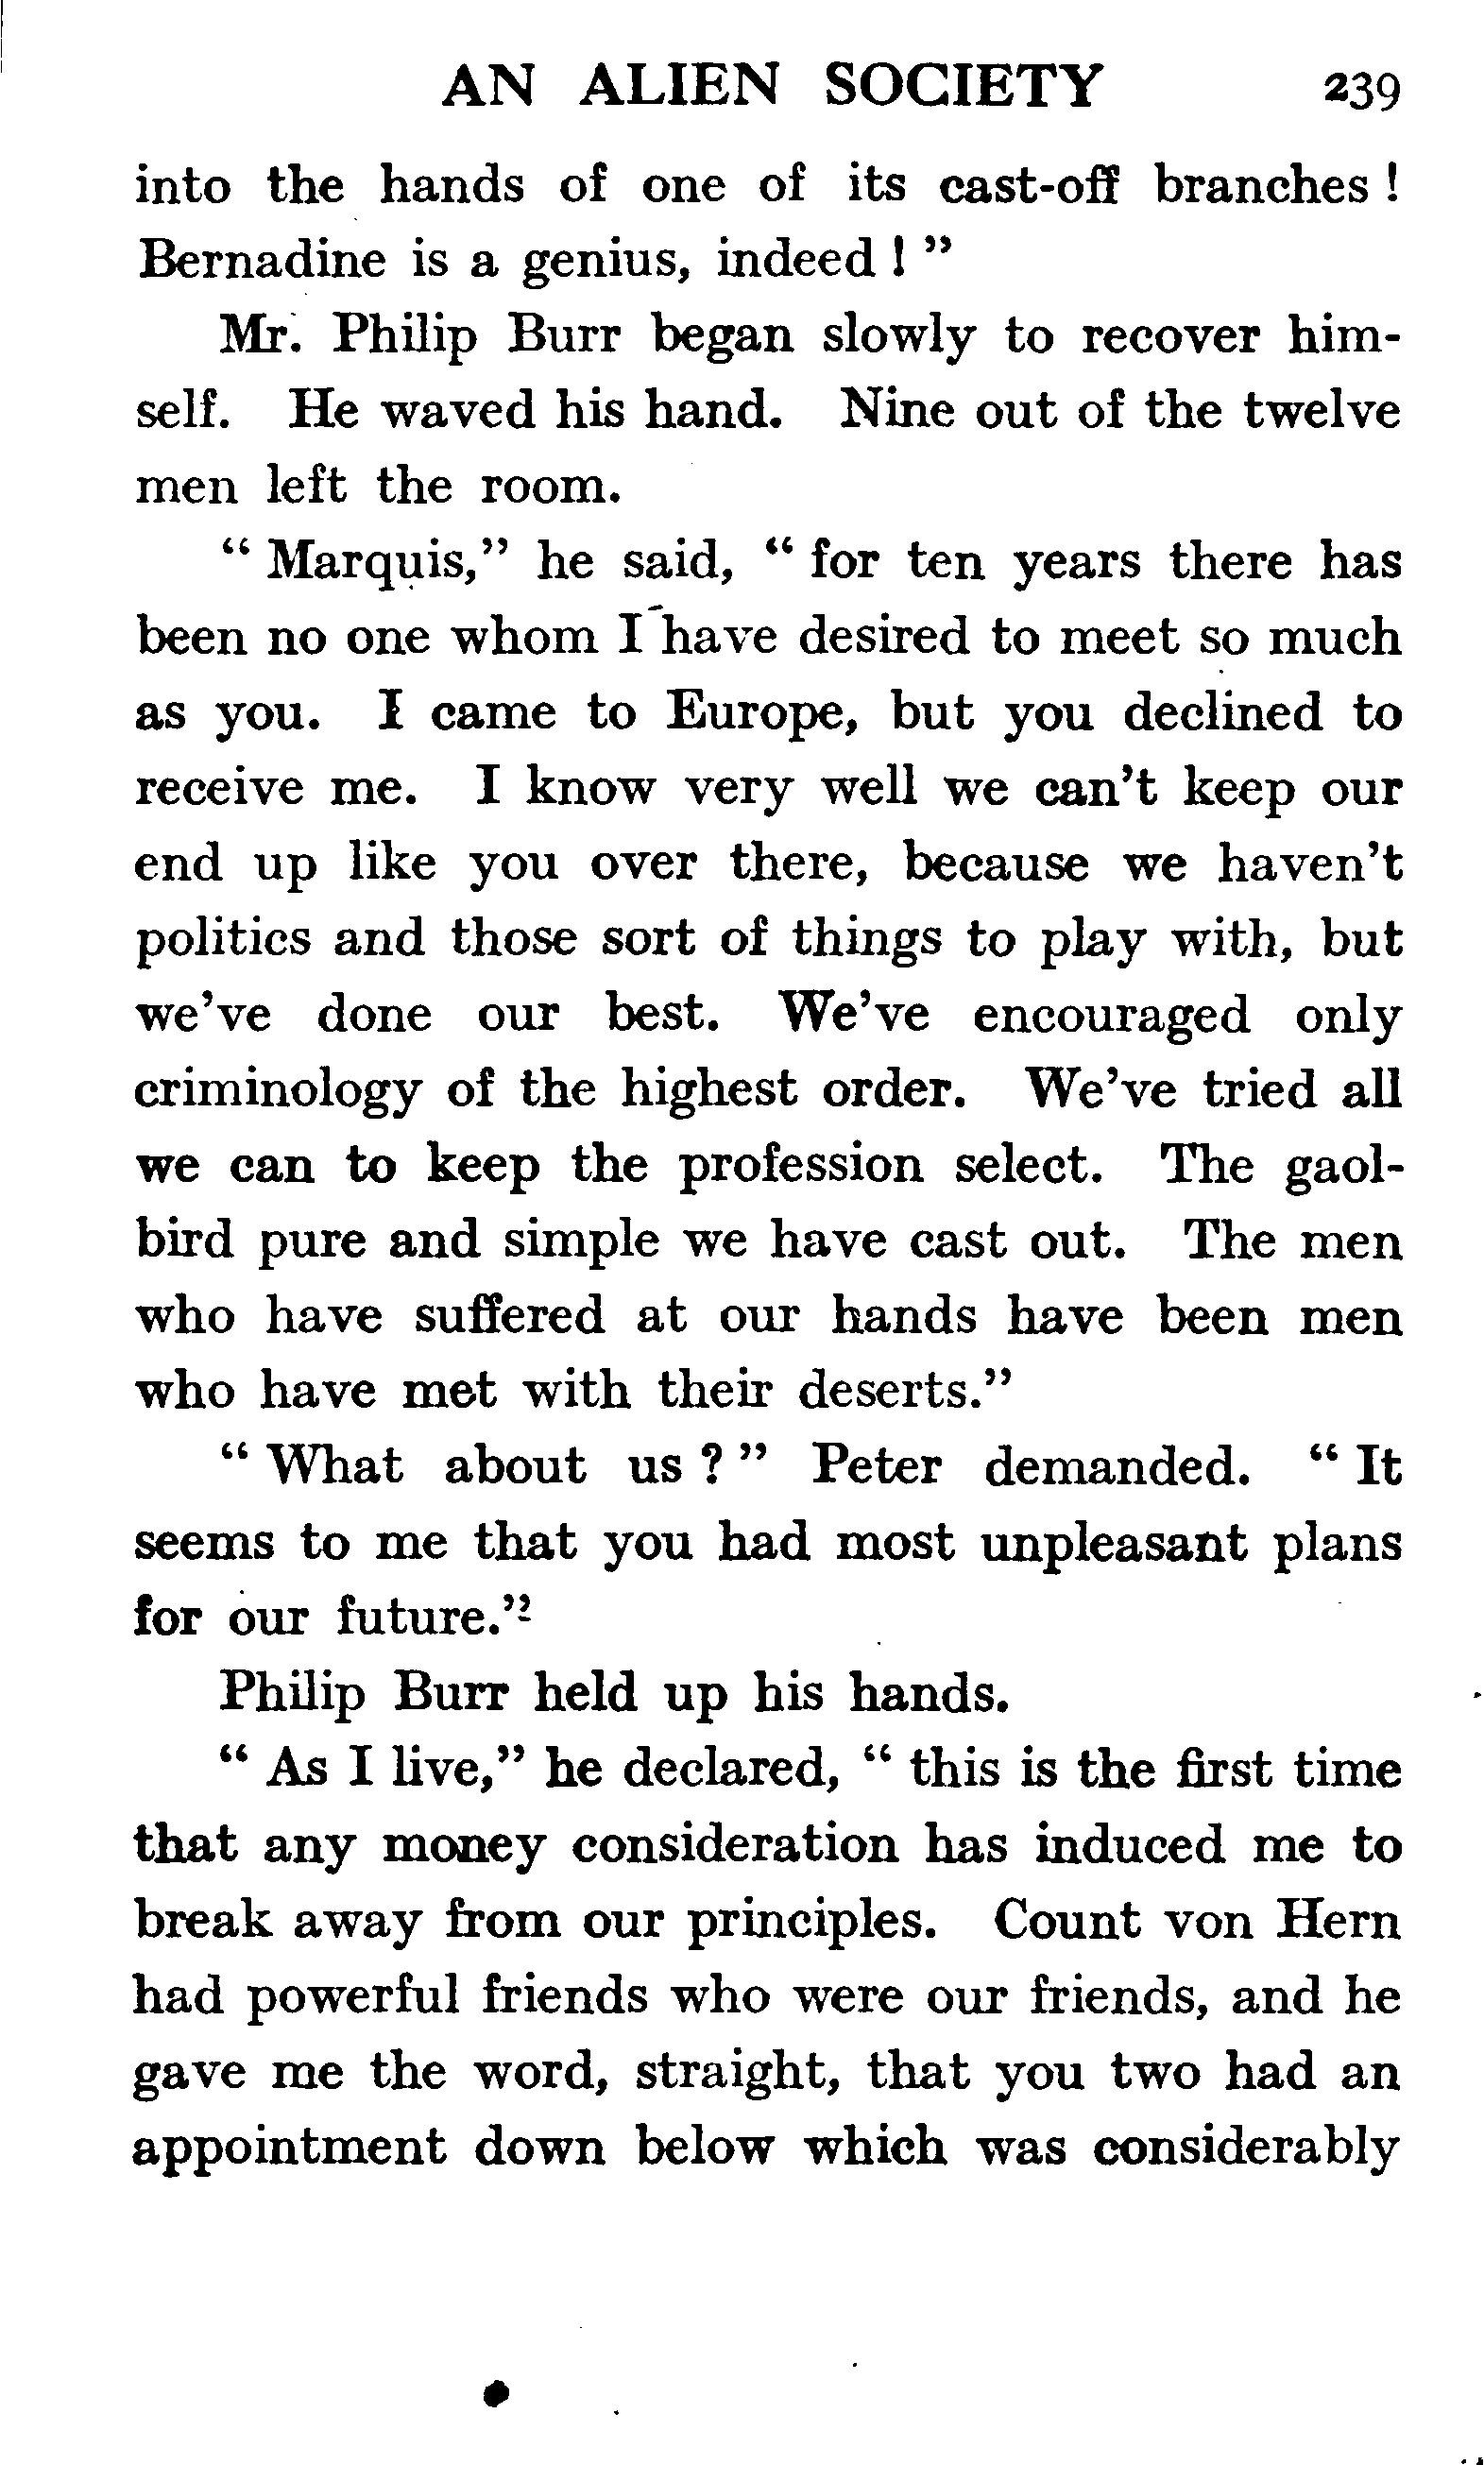 AN ALIEN SOCIETY 239
into the hands of one of its cast-off branches !
Bernadine is a genius, indeed ! ”
Mr. Philip Burr began slowly to recover him-
self. He waved his hand. Nine out of the twelve
men left the room.
“ Marquis,” he said, “ for ten years there has
been no one whom I have desired to meet so much
as you. I came to Europe, but you declined to
receive me. I know very well we can’t keep our
end up like you over there, because we haven’t
politics and those sort of things to play with, but
we’ve done our best. We’ve encouraged only
criminology of the highest order. We’ve tried all
we can to keep the profession select. The gaol-
bird pure and simple we have cast out. The men
who have suffered at our hands have been men
who have met with their deserts.”
“ What about us ? ” Peter demanded. “ It
seems to me that you had most unpleasant plans
for our future.”
Philip Burr held up his hands.
“ As I live,” he declared, “ this is the first time
that any money consideration has induced me to
break away from our principles. Count von Hern
had powerful friends who were our friends, and he
gave me the word, straight, that you two had an
appointment down below which was considerably